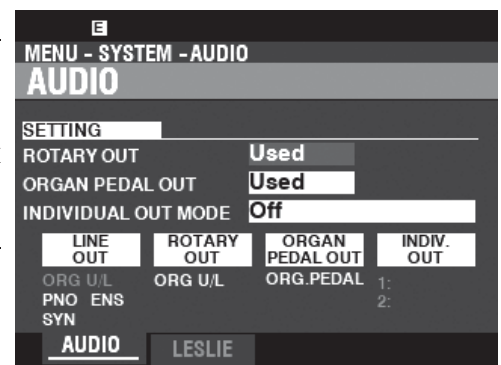 E
MENU - SYSTEM - AUDIO
AUDIO
SETTING
ROTARY OUT Used
ORGAN PEDAL OUT Used
INDIVIDUAL OUT MODE Off
LINE OUT ROTARY OUT ORGAN PEDAL OUT INDIV. OUT
ORG U/L ORG U/L ORG.PEDAL 1:
PNO ENS 2:
SYN
AUDIO LESLIE